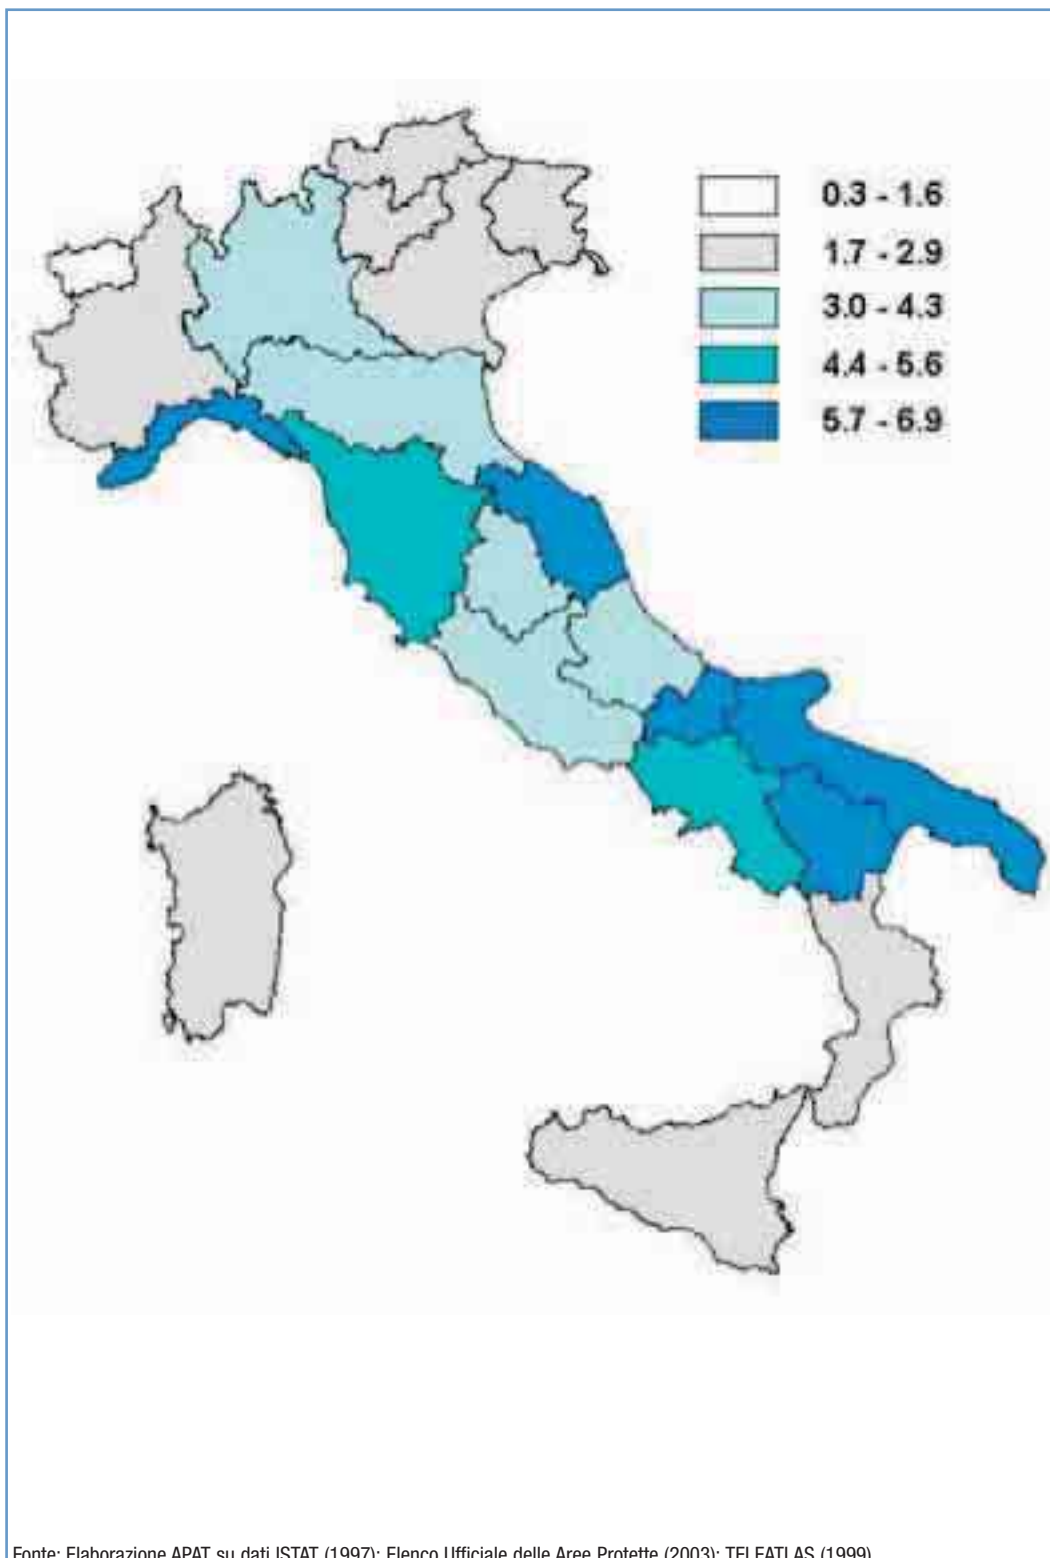 0.3 - 1.6
1.7 - 2.9
3.0 - 4.3
4.4 - 5.6
5.7 - 6.9
Fonte: Elaborazione APAT su dati ISTAT (1997); Elenco Ufficiale delle Aree Protette (2003); TELEATLAS (1999)